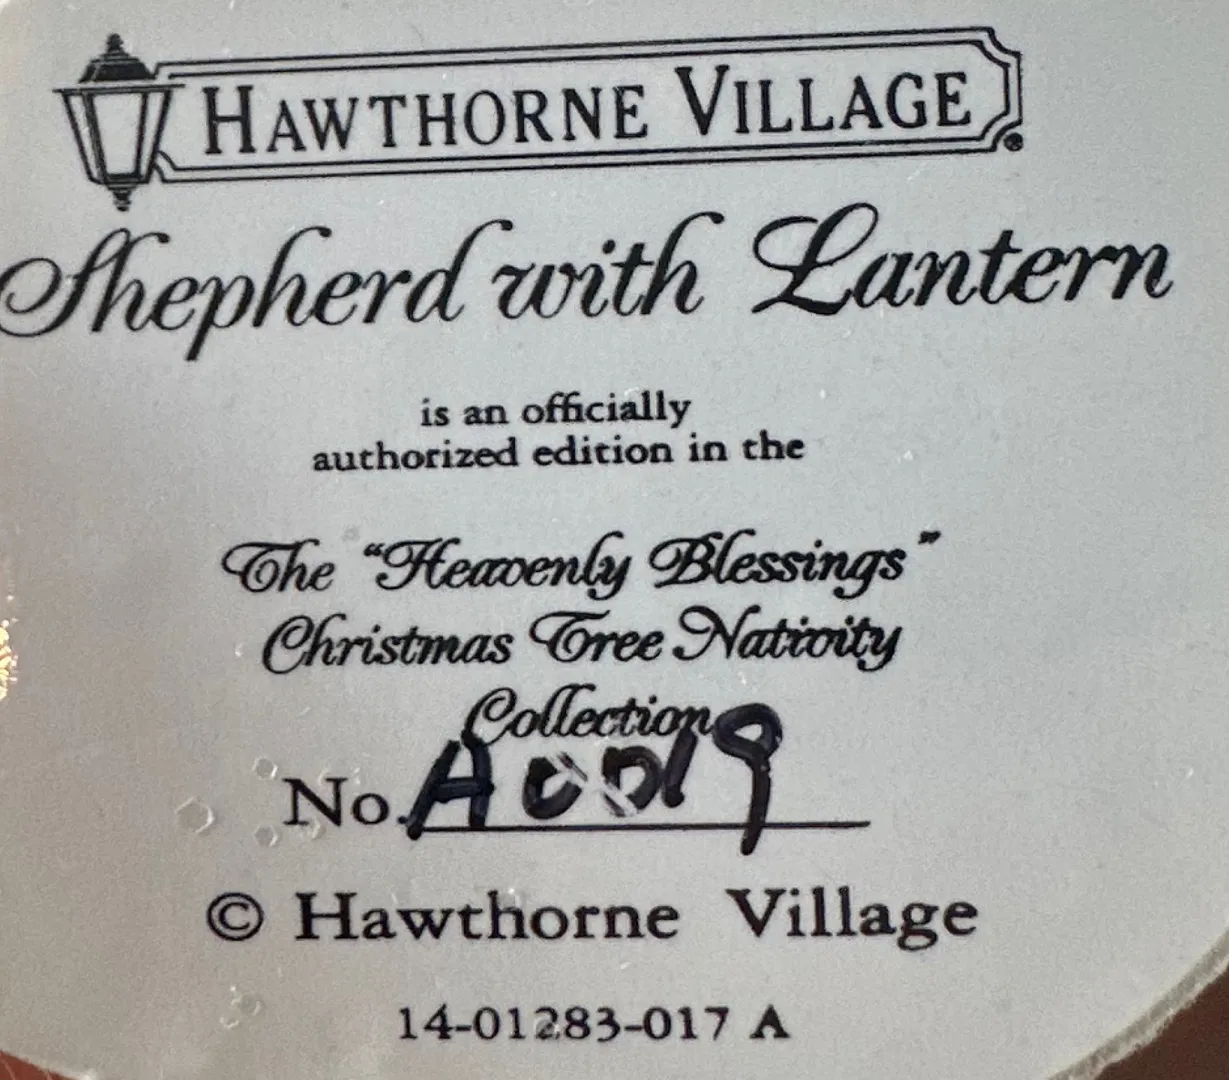 HAWTHORNE VILLAGE®
Shepherd with Lantern
is an officially
authorized edition in the
The "Heavenly Blessings"
Christmas Tree Nativity
Collection
No. A0019
© Hawthorne Village
14-01283-017 A